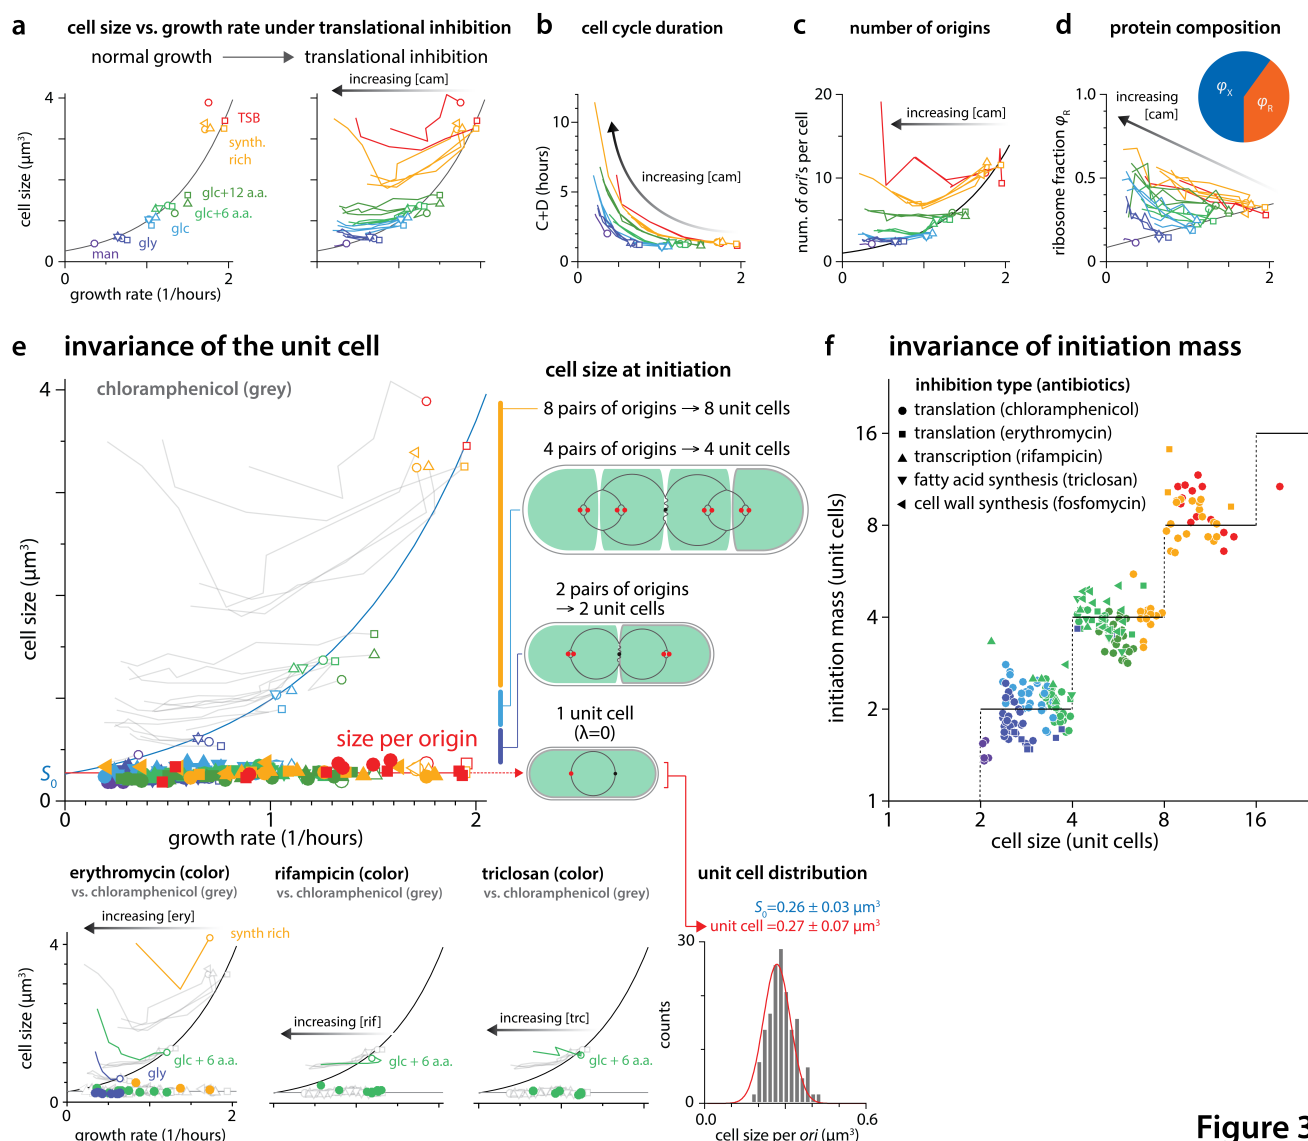 a cell size vs. growth rate under translational inhibition
normal growth translational inhibition
increasing [cam]
4
2
0
cell size (μm³)
TSB
synth.
rich
glc+12 a.a.
glc+6 a.a.
glc
gly
man
0 1 2
growth rate (1/hours)
0 1 2
b cell cycle duration
10
5
0
C+D (hours)
increasing [cam]
0 1 2
c number of origins
20
10
0
num. of ori's per cell
increasing [cam]
0 1 2
d protein composition
φX
φR
increasing
[cam]
1.0
0.5
0
ribosome fraction φR
0 1 2
e invariance of the unit cell
chloramphenicol (grey)
4
2
S0
0
cell size (μm³)
size per origin
0 1 2
growth rate (1/hours)
cell size at initiation
8 pairs of origins → 8 unit cells
4 pairs of origins → 4 unit cells
2 pairs of origins
→ 2 unit cells
1 unit cell
(λ=0)
f invariance of initiation mass
inhibition type (antibiotics)
translation (chloramphenicol)
translation (erythromycin)
transcription (rifampicin)
fatty acid synthesis (triclosan)
cell wall synthesis (fosfomycin)
16
8
4
2
1
initiation mass (unit cells)
1 2 4 8 16
cell size (unit cells)
erythromycin (color)
vs. chloramphenicol (grey)
increasing [ery]
synth rich
4
2
0
cell size (μm³)
glc + 6 a.a.
gly
0 1 2
growth rate (1/hours)
rifampicin (color)
vs. chloramphenicol (grey)
increasing [rif]
glc + 6 a.a.
triclosan (color)
vs. chloramphenicol (grey)
increasing [trc]
glc + 6 a.a.
unit cell distribution
S0=0.26 ± 0.03 μm³
unit cell =0.27 ± 0.07 μm³
30
0
counts
0.0 0.6
cell size per ori (μm³)
Figure 3